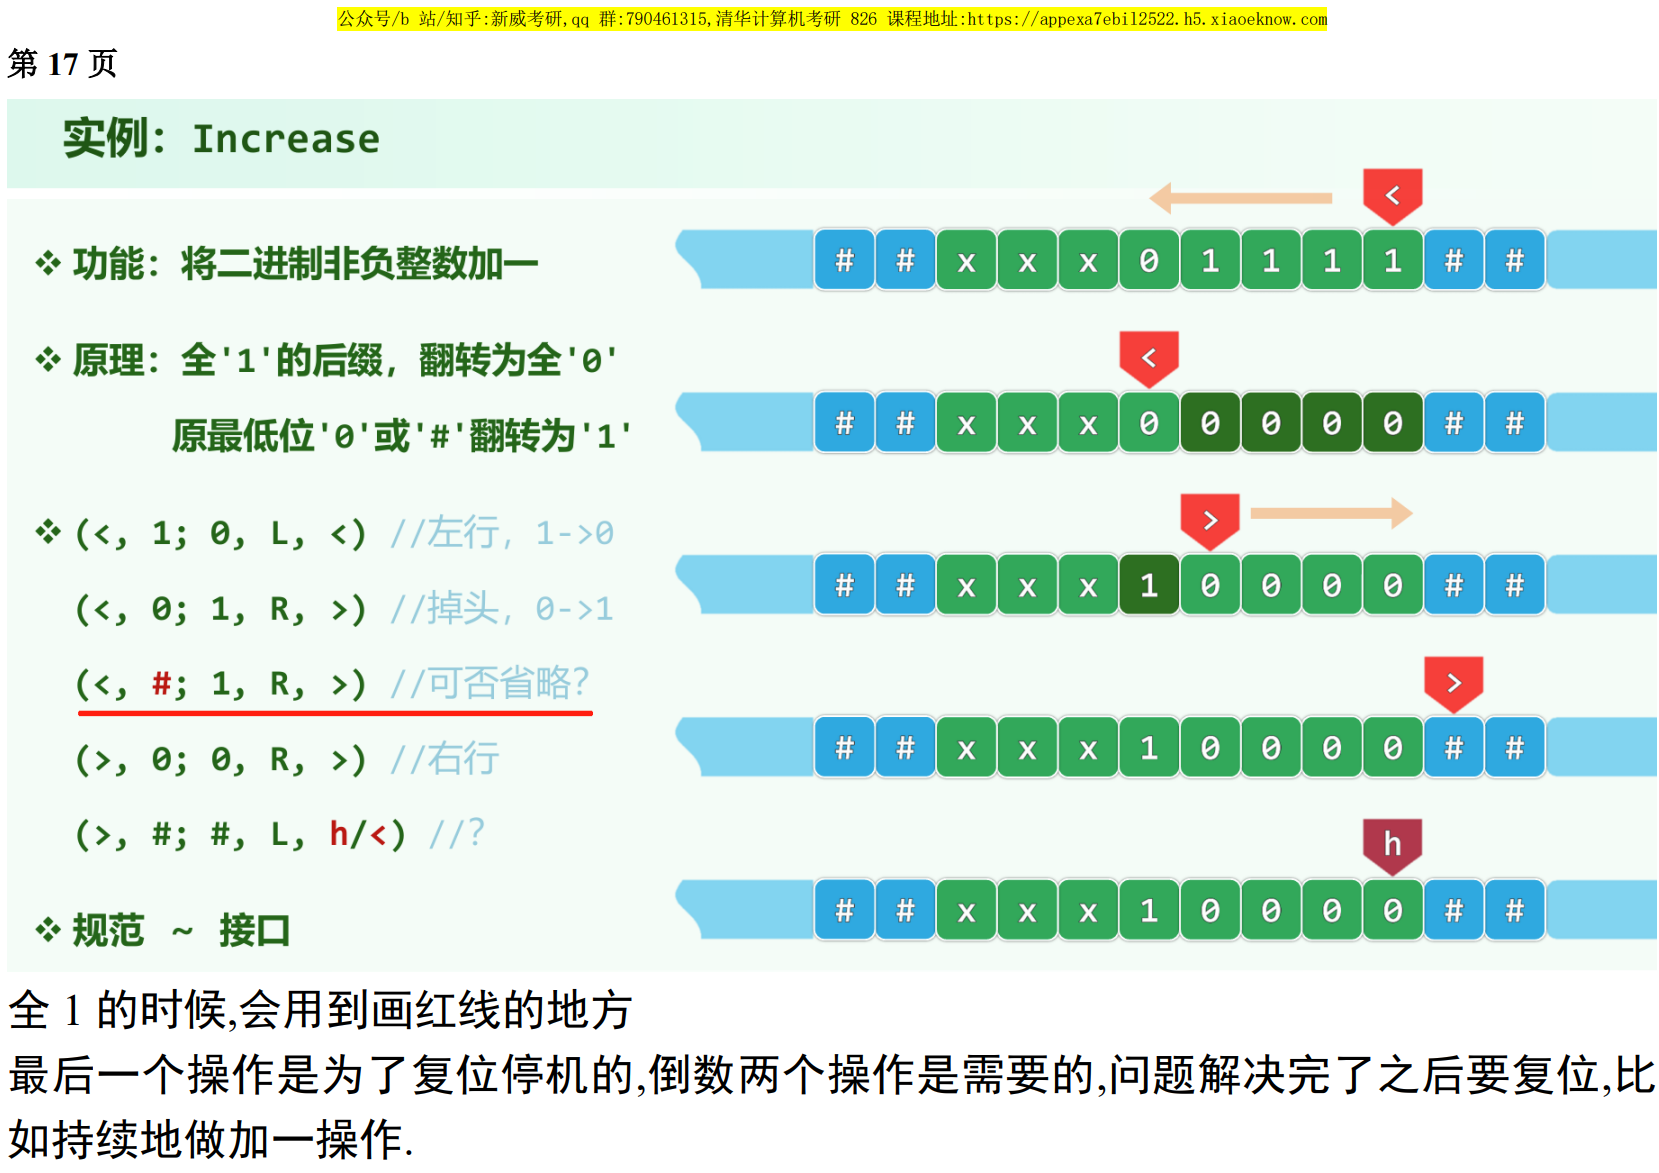 公众号/b 站/知乎:新威考研,qq 群:790461315,清华计算机考研 826 课程地址:https://appexa7ebil2522.h5.xiaoeknow.com
第 17 页
实例：Increase
<
❖ 功能：将二进制非负整数加一
# # x x x 0 1 1 1 1 # #
<
❖ 原理：全'1'的后缀，翻转为全'0'
原最低位'0'或'#'翻转为'1'
# # x x x 0 0 0 0 0 # #
>
❖ (<, 1; 0, L, <) //左行，1->0
(<, 0; 1, R, >) //掉头，0->1
# # x x x 1 0 0 0 0 # #
(<, #; 1, R, >) //可否省略？
>
(>, 0; 0, R, >) //右行
# # x x x 1 0 0 0 0 # #
(>, #; #, L, h/<) //？
h
❖ 规范 ~ 接口
# # x x x 1 0 0 0 0 # #
全 1 的时候,会用到画红线的地方
最后一个操作是为了复位停机的,倒数两个操作是需要的,问题解决完了之后要复位,比
如持续地做加一操作.